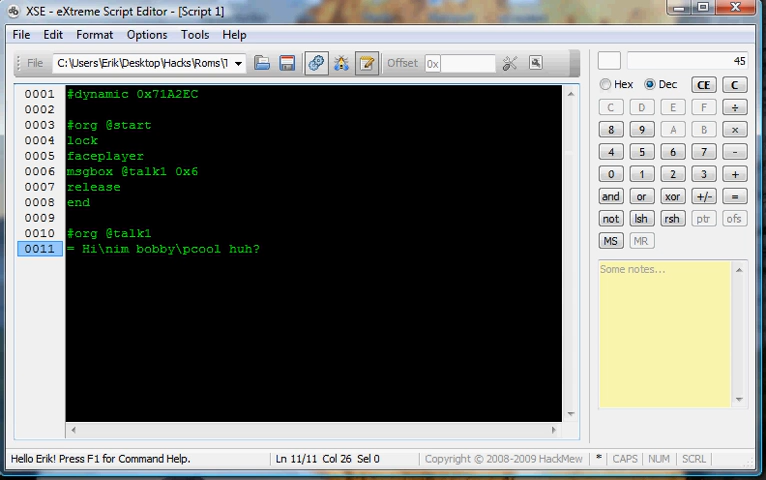 XSE - eXtreme Script Editor - [Script 1]
File Edit Format Options Tools Help
File C:\Users\Erik\Desktop\Hacks\Roms\T Offset 0x
45
Hex Dec CE C
0001 #dynamic 0x71A2EC
0002
0003 #org @start
0004 lock
0005 faceplayer
0006 msgbox @talk1 0x6
0007 release
0008 end
0009
0010 #org @talk1
0011 = Hi\nim bobby\pcool huh?
C D E F ÷
8 9 A B ×
4 5 6 7 -
0 1 2 3 +
and or xor +/- =
not lsh rsh ptr ofs
MS MR
Some notes...
Hello Erik! Press F1 for Command Help. Ln 11/11 Col 26 Sel 0 Copyright © 2008-2009 HackMew * CAPS NUM SCRL